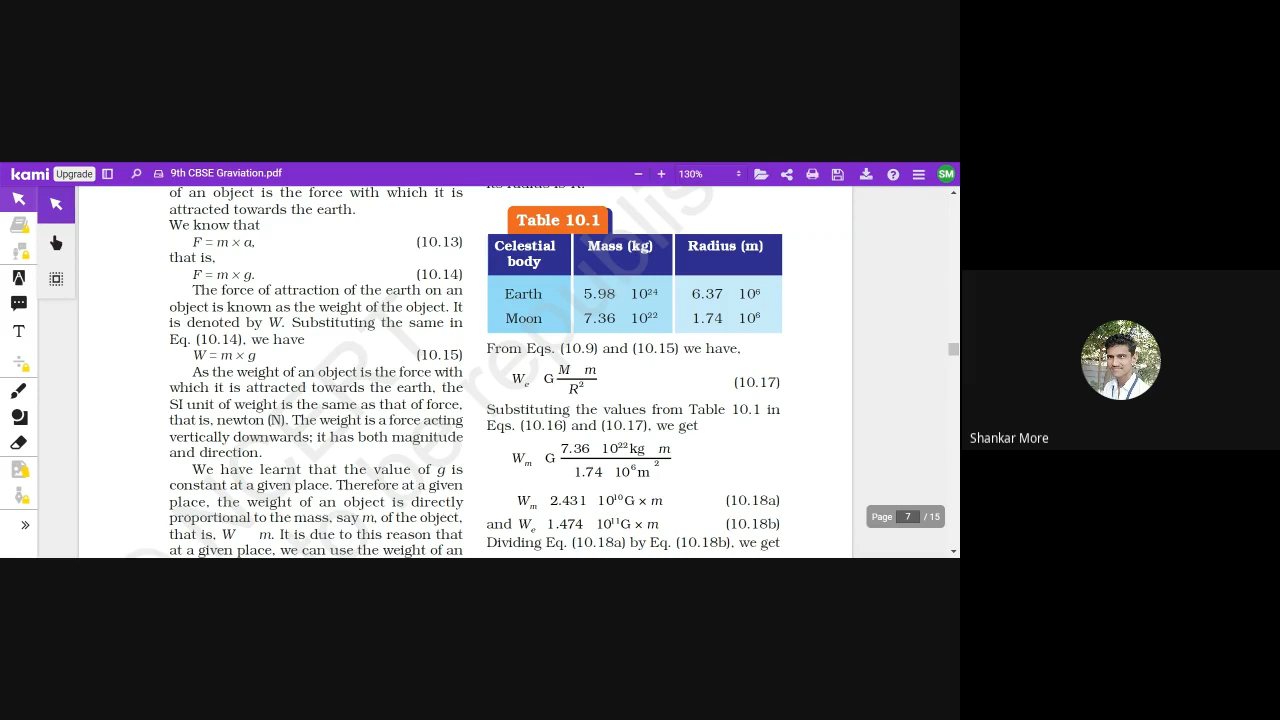 kami Upgrade 9th CBSE Graviation.pdf 130% SM
of an object is the force with which it is
attracted towards the earth.
We know that
F = m × a, (10.13)
that is,
F = m × g. (10.14)
The force of attraction of the earth on an
object is known as the weight of the object. It
is denoted by W. Substituting the same in
Eq. (10.14), we have
W = m × g (10.15)
As the weight of an object is the force with
which it is attracted towards the earth, the
SI unit of weight is the same as that of force,
that is, newton (N). The weight is a force acting
vertically downwards; it has both magnitude
and direction.
We have learnt that the value of g is
constant at a given place. Therefore at a given
place, the weight of an object is directly
proportional to the mass, say m, of the object,
that is, W m. It is due to this reason that
at a given place, we can use the weight of an
its radius is R.
Table 10.1
Celestial body Mass (kg) Radius (m)
Earth 5.98 10²⁴ 6.37 10⁶
Moon 7.36 10²² 1.74 10⁶
From Eqs. (10.9) and (10.15) we have,
Wₑ G M m / R² (10.17)
Substituting the values from Table 10.1 in
Eqs. (10.16) and (10.17), we get
Wₘ G 7.36 10²² kg m / 1.74 10⁶ m ²
Wₘ 2.431 10¹⁰ G × m (10.18a)
and Wₑ 1.474 10¹¹ G × m (10.18b)
Dividing Eq. (10.18a) by Eq. (10.18b), we get
Page 7 / 15
Shankar More